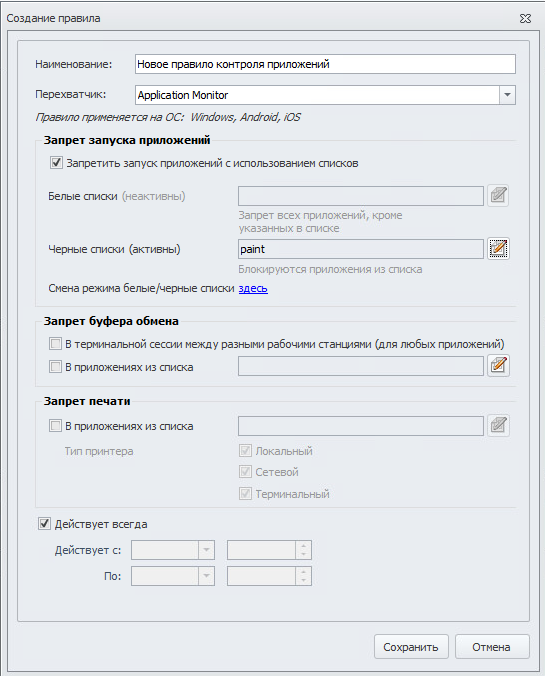 Создание правила
Наименование: Новое правило контроля приложений
Перехватчик: Application Monitor
Правило применяется на ОС: Windows, Android, iOS
Запрет запуска приложений
Запретить запуск приложений с использованием списков
Белые списки (неактивны)
Запрет всех приложений, кроме
указанных в списке
Черные списки (активны) paint
Блокируются приложения из списка
Смена режима белые/черные списки здесь
Запрет буфера обмена
В терминальной сессии между разными рабочими станциями (для любых приложений)
В приложениях из списка
Запрет печати
В приложениях из списка
Тип принтера Локальный
Сетевой
Терминальный
Действует всегда
Действует с:
По:
Сохранить Отмена